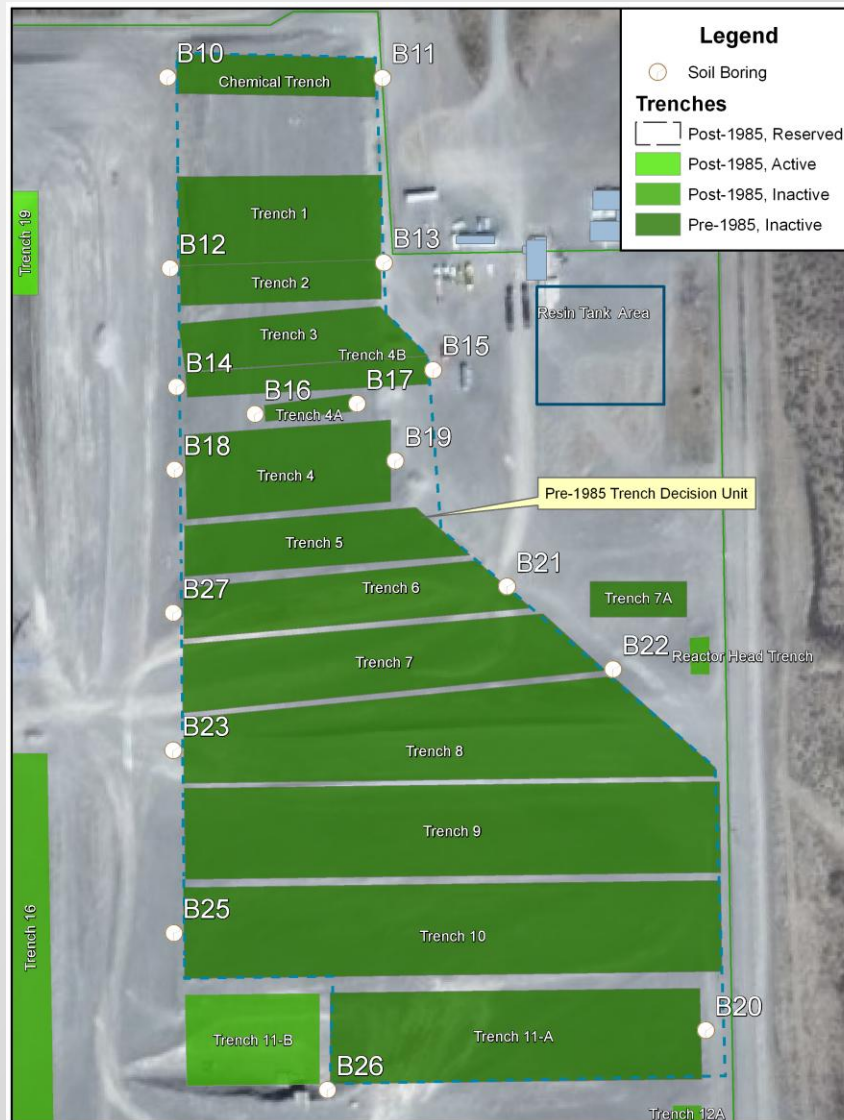 B10
B11
Chemical Trench
Legend
Soil Boring
Trenches
Post-1985, Reserved
Post-1985, Active
Post-1985, Inactive
Pre-1985, Inactive
Trench 1
Trench 19
B12
B13
Trench 2
Resin Tank Area
Trench 3
Trench 4B
B15
B14
B16
B17
Trench 4A
B18
B19
Trench 4
Pre-1985 Trench Decision Unit
Trench 5
B21
B27
Trench 6
Trench 7A
B22
Reactor Head Trench
Trench 7
B23
Trench 8
Trench 9
B25
Trench 16
Trench 10
B20
Trench 11-B
Trench 11-A
B26
Trench 12A